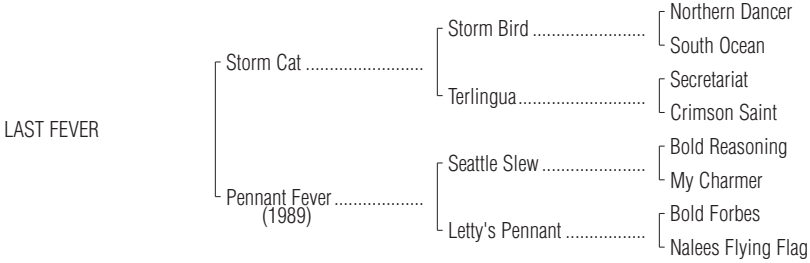 Northern Dancer
Storm Bird ........................
South Ocean
Storm Cat .........................
Secretariat
Terlingua...........................
Crimson Saint
LAST FEVER
Bold Reasoning
Seattle Slew ......................
My Charmer
Pennant Fever...................
(1989)
Bold Forbes
Letty's Pennant .................
Nalees Flying Flag